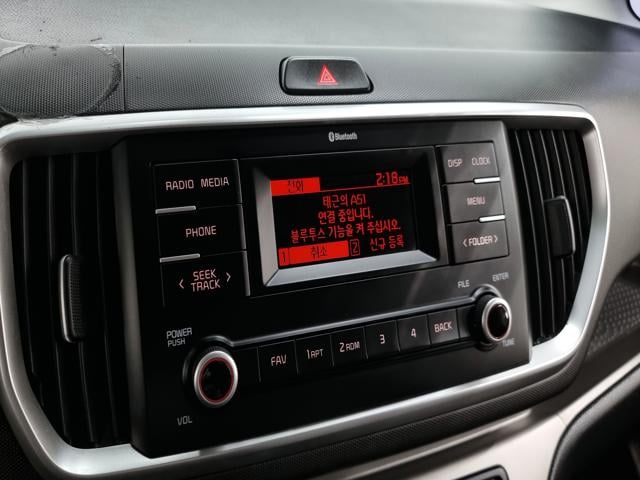 Bluetooth
RADIO MEDIA
PHONE
< SEEK >
TRACK
전화 2:18PM
태근의 A51
연결 중입니다.
블루투스 기능을 켜 주십시오.
1 취소 2 신규 등록
DISP CLOCK
MENU
< FOLDER >
POWER
PUSH
VOL
FAV 1RPT 2RDM 3 4 BACK
FILE ENTER
TUNE